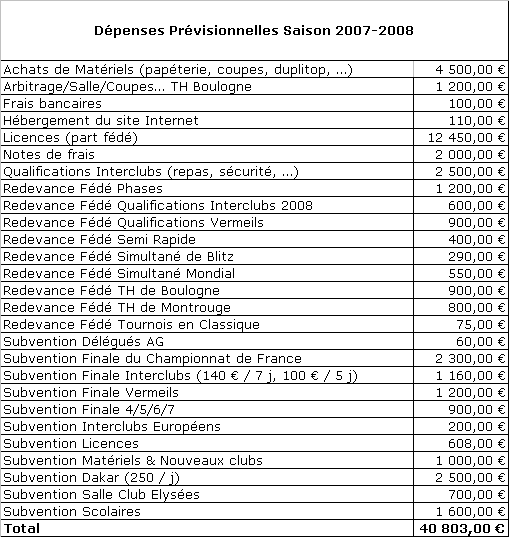 Dépenses Prévisionnelles Saison 2007-2008
Achats de Matériels (papéterie, coupes, duplitop, ...) 4 500,00 €
Arbitrage/Salle/Coupes... TH Boulogne 1 200,00 €
Frais bancaires 100,00 €
Hébergement du site Internet 110,00 €
Licences (part fédé) 12 450,00 €
Notes de frais 2 000,00 €
Qualifications Interclubs (repas, sécurité, ...) 2 500,00 €
Redevance Fédé Phases 1 200,00 €
Redevance Fédé Qualifications Interclubs 2008 600,00 €
Redevance Fédé Qualifications Vermeils 900,00 €
Redevance Fédé Semi Rapide 400,00 €
Redevance Fédé Simultané de Blitz 290,00 €
Redevance Fédé Simultané Mondial 550,00 €
Redevance Fédé TH de Boulogne 900,00 €
Redevance Fédé TH de Montrouge 800,00 €
Redevance Fédé Tournois en Classique 75,00 €
Subvention Délégués AG 60,00 €
Subvention Finale du Championnat de France 2 300,00 €
Subvention Finale Interclubs (140 € / 7 j, 100 € / 5 j) 1 160,00 €
Subvention Finale Vermeils 1 200,00 €
Subvention Finale 4/5/6/7 900,00 €
Subvention Interclubs Européens 200,00 €
Subvention Licences 608,00 €
Subvention Matériels & Nouveaux clubs 1 000,00 €
Subvention Dakar (250 / j) 2 500,00 €
Subvention Salle Club Elysées 700,00 €
Subvention Scolaires 1 600,00 €
Total 40 803,00 €